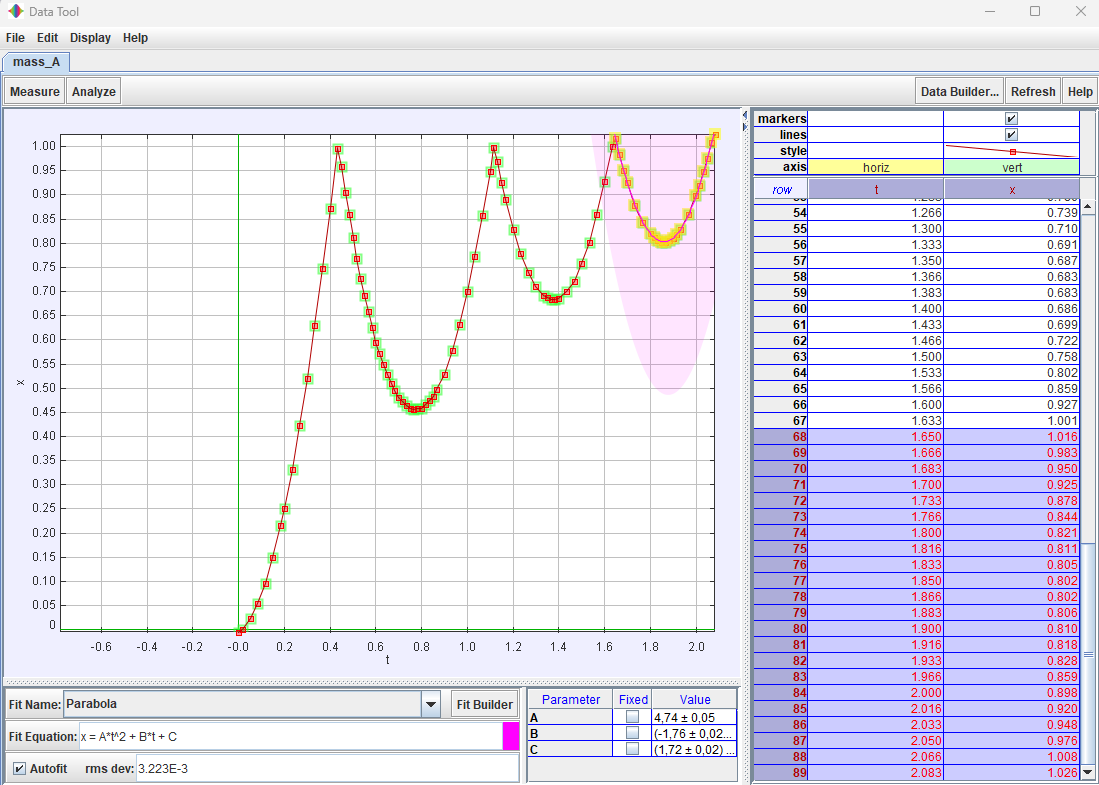 Data Tool
File Edit Display Help
mass_A
Measure Analyze Data Builder... Refresh Help
markers
lines
style
axis horiz vert
row t x
54 1.266 0.739
55 1.300 0.710
56 1.333 0.691
57 1.350 0.687
58 1.366 0.683
59 1.383 0.683
60 1.400 0.686
61 1.433 0.699
62 1.466 0.722
63 1.500 0.758
64 1.533 0.802
65 1.566 0.859
66 1.600 0.927
67 1.633 1.001
68 1.650 1.016
69 1.666 0.983
70 1.683 0.950
71 1.700 0.925
72 1.733 0.878
73 1.766 0.844
74 1.800 0.821
75 1.816 0.811
76 1.833 0.805
77 1.850 0.802
78 1.866 0.802
79 1.883 0.806
80 1.900 0.810
81 1.916 0.818
82 1.933 0.828
83 1.966 0.859
84 2.000 0.898
85 2.016 0.920
86 2.033 0.948
87 2.050 0.976
88 2.066 1.008
89 2.083 1.026
1.00
0.95
0.90
0.85
0.80
0.75
0.70
0.65
0.60
0.55
0.50
0.45
0.40
0.35
0.30
0.25
0.20
0.15
0.10
0.05
0
x
-0.6 -0.4 -0.2 -0.0 0.2 0.4 0.6 0.8 1.0 1.2 1.4 1.6 1.8 2.0
t
Fit Name: Parabola Fit Builder
Fit Equation: x = A*t^2 + B*t + C
Autofit rms dev: 3.223E-3
Parameter Fixed Value
A 4,74 ± 0,05
B (-1,76 ± 0,02...
C (1,72 ± 0,02) ...